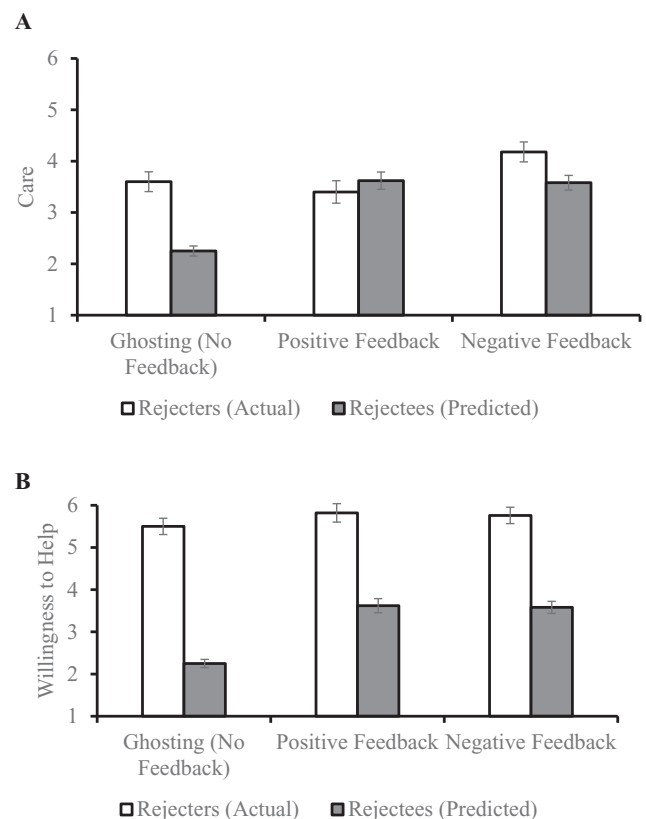 A
6
5
4
3
2
1
Care
Ghosting (No
Feedback)
Positive Feedback
Negative Feedback
Rejecters (Actual)
Rejectees (Predicted)
B
6
5
4
3
2
1
Willingness to Help
Ghosting (No
Feedback)
Positive Feedback
Negative Feedback
Rejecters (Actual)
Rejectees (Predicted)